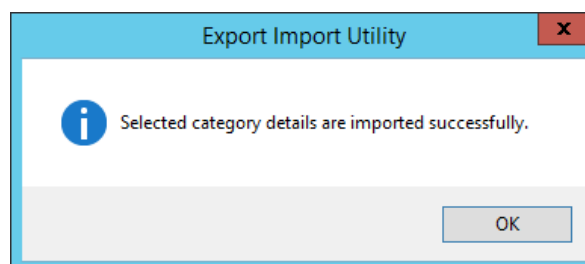 Export Import Utility
x
Selected category details are imported successfully.
OK